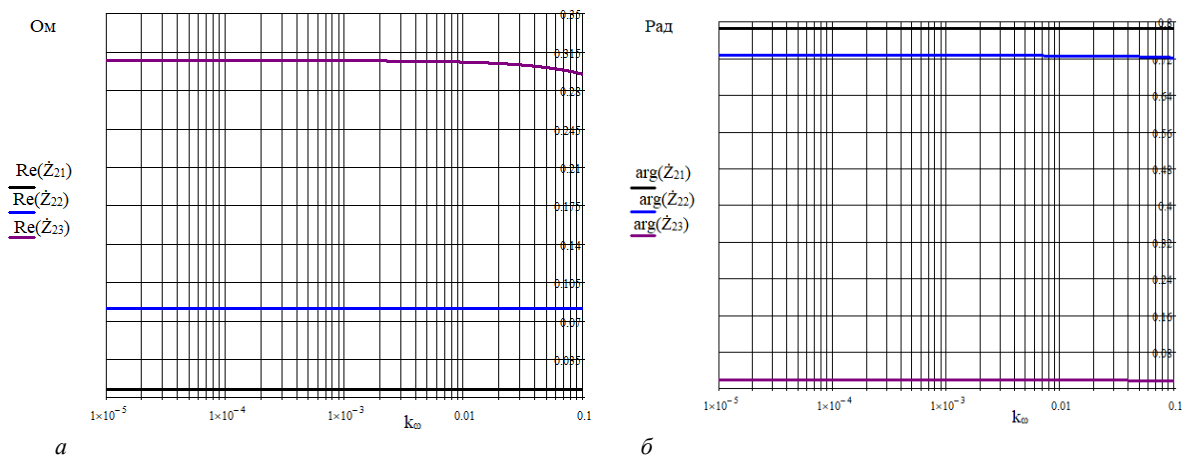 Ом
0.35
0.315
0.28
0.245
0.21
0.175
0.14
0.105
0.07
0.035
Re(Ż₂₁)
Re(Ż₂₂)
Re(Ż₂₃)
1×10⁻⁵
1×10⁻⁴
1×10⁻³
0.01
0.1
kω
а
Рад
0.8
0.72
0.64
0.56
0.48
0.4
0.32
0.24
0.16
0.08
arg(Ż₂₁)
arg(Ż₂₂)
arg(Ż₂₃)
1×10⁻⁵
1×10⁻⁴
1×10⁻³
0.01
0.1
kω
б